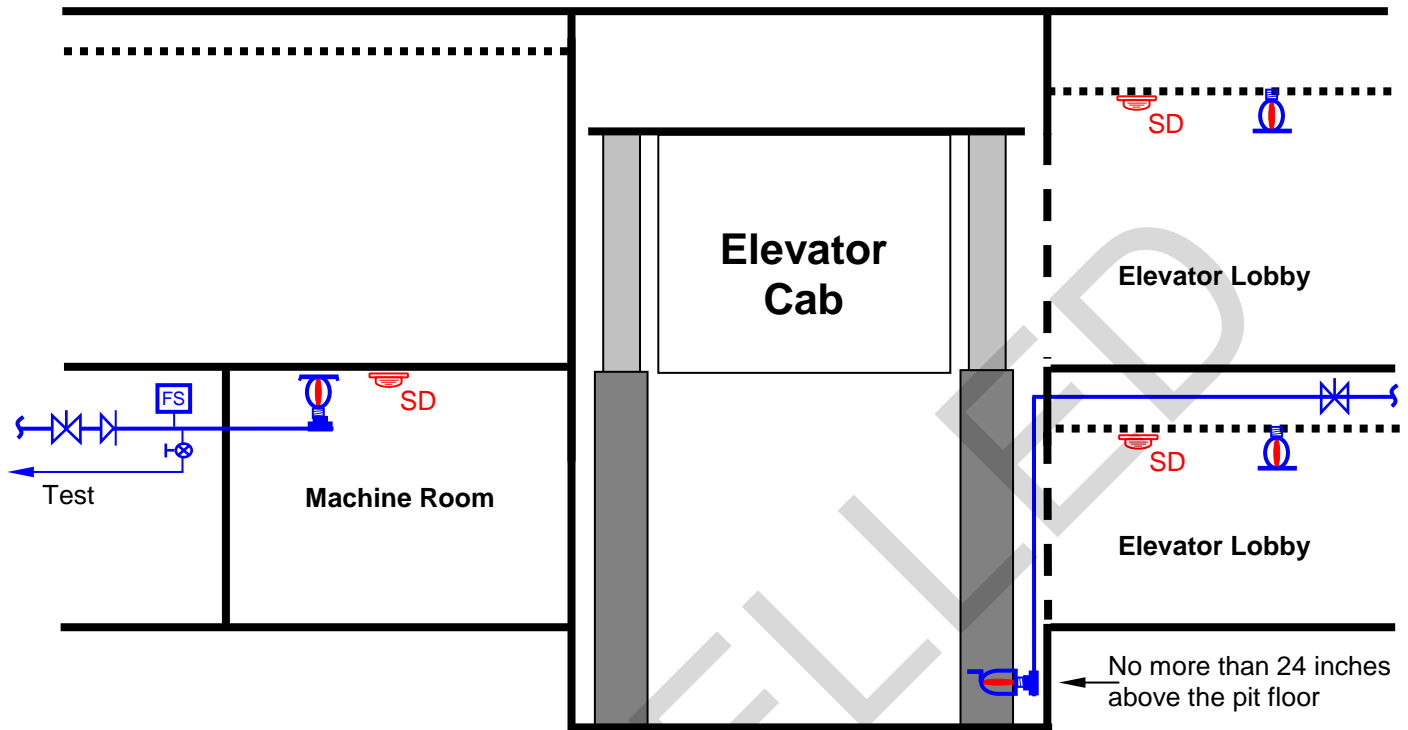 SD
Elevator
Cab
Elevator Lobby
FS
SD
SD
Test
Machine Room
Elevator Lobby
No more than 24 inches
above the pit floor
ELLED